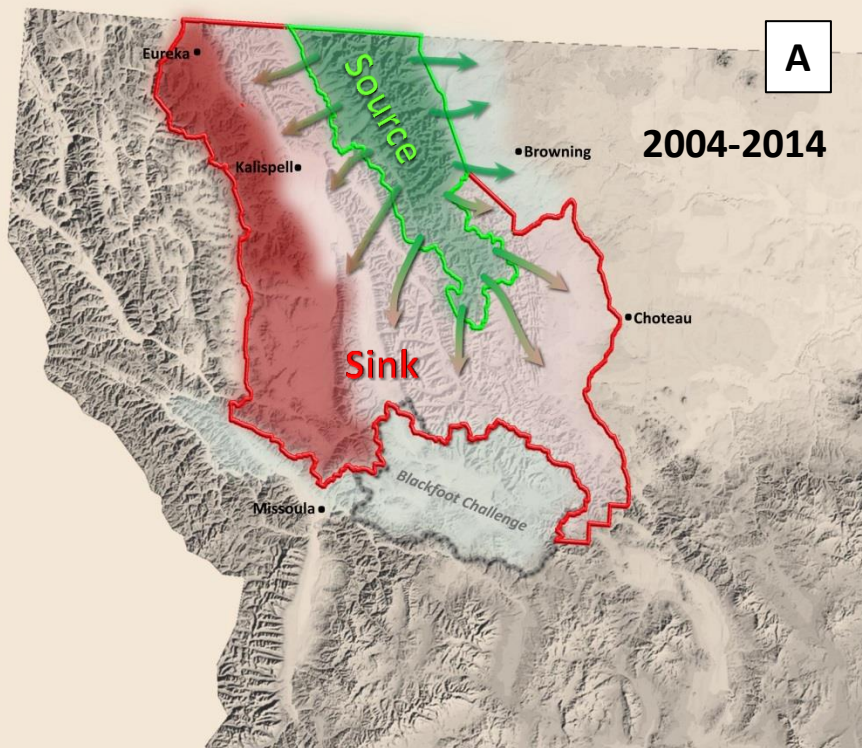 A
2004-2014
Eureka
Source
Browning
Kalispell
Choteau
Sink
Blackfoot Challenge
Missoula